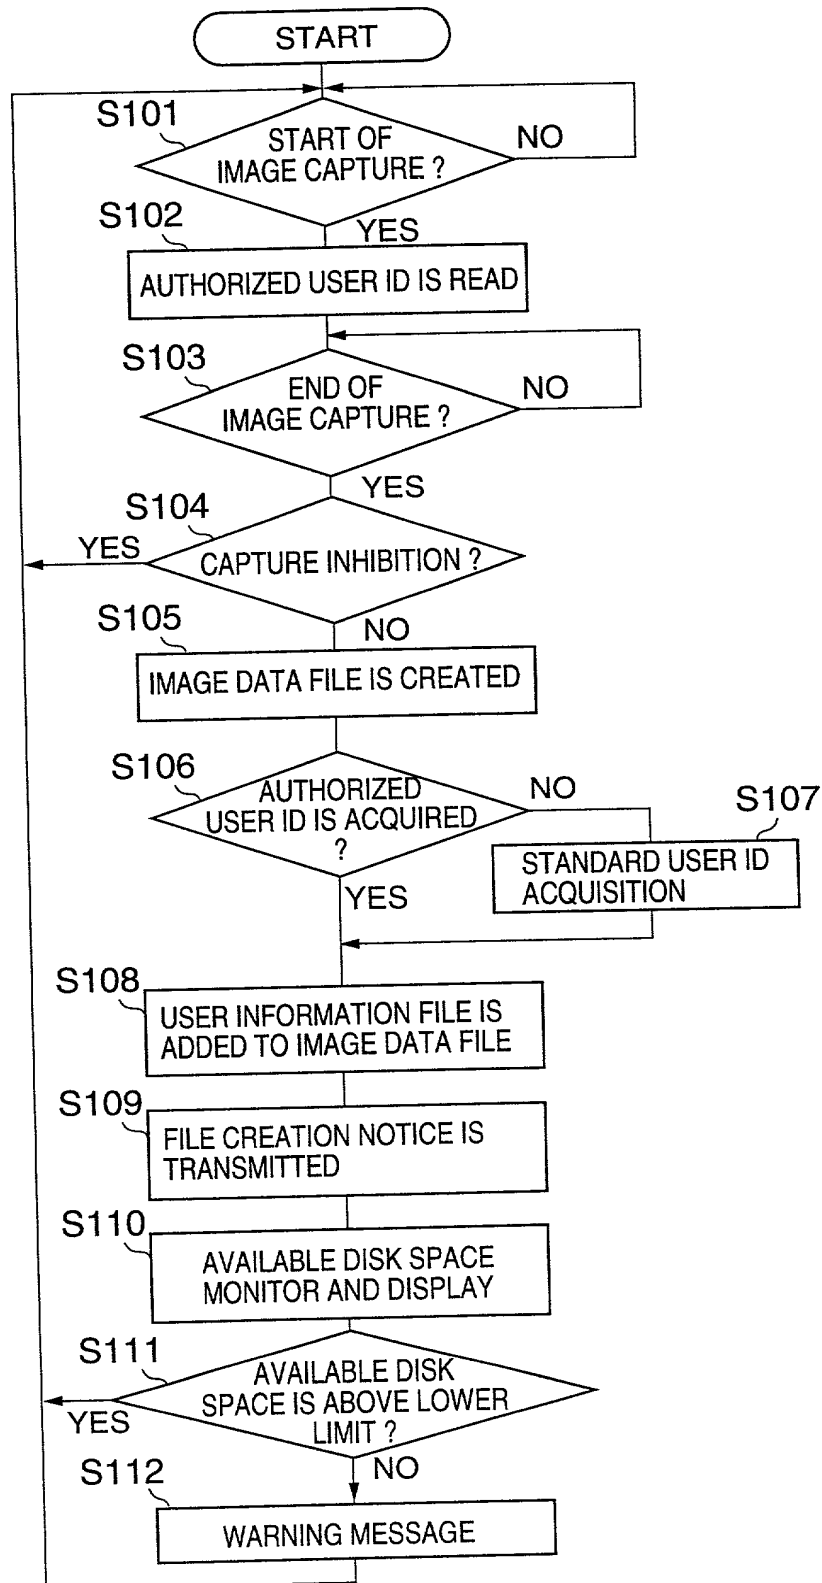 START
S101
START OF
IMAGE CAPTURE ?
NO
YES
S102
AUTHORIZED USER ID IS READ
S103
END OF
IMAGE CAPTURE ?
NO
YES
S104
CAPTURE INHIBITION ?
YES
NO
S105
IMAGE DATA FILE IS CREATED
S106
AUTHORIZED
USER ID IS ACQUIRED
?
NO
YES
S107
STANDARD USER ID
ACQUISITION
S108
USER INFORMATION FILE IS
ADDED TO IMAGE DATA FILE
S109
FILE CREATION NOTICE IS
TRANSMITTED
S110
AVAILABLE DISK SPACE
MONITOR AND DISPLAY
S111
AVAILABLE DISK
SPACE IS ABOVE LOWER
LIMIT ?
YES
NO
S112
WARNING MESSAGE